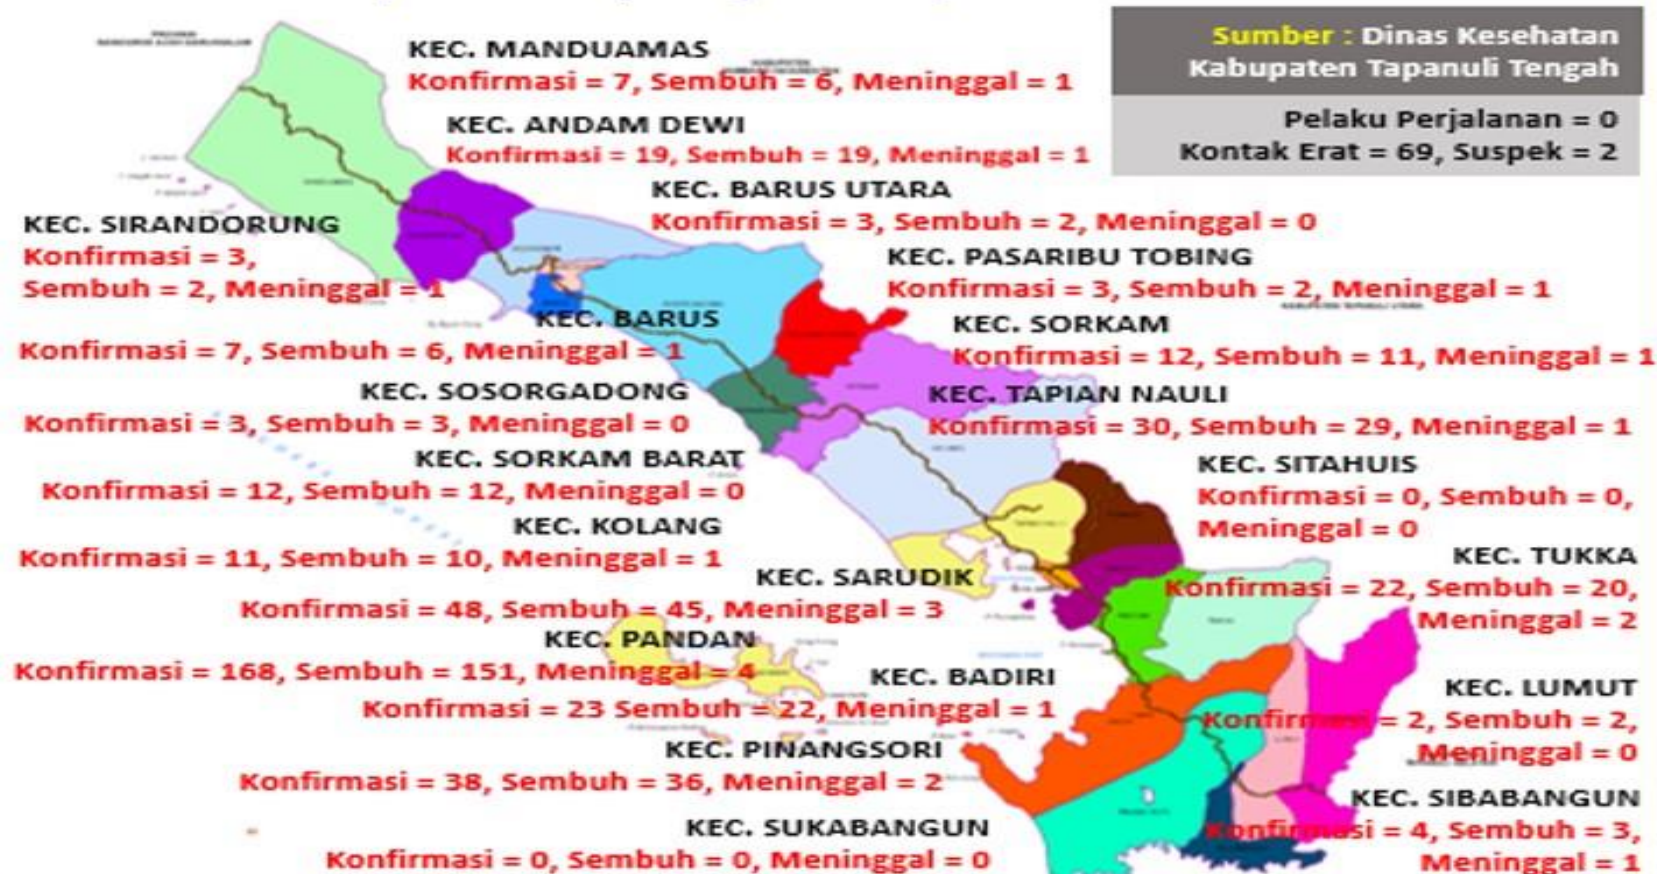 KEC. MANDUAMAS
Konfirmasi = 7, Sembuh = 6, Meninggal = 1
Sumber : Dinas Kesehatan
Kabupaten Tapanuli Tengah
Pelaku Perjalanan = 0
Kontak Erat = 69, Suspek = 2
KEC. ANDAM DEWI
Konfirmasi = 19, Sembuh = 19, Meninggal = 1
KEC. BARUS UTARA
Konfirmasi = 3, Sembuh = 2, Meninggal = 0
KEC. SIRANDORUNG
Konfirmasi = 3,
Sembuh = 2, Meninggal = 1
KEC. PASARIBU TOBING
Konfirmasi = 3, Sembuh = 2, Meninggal = 1
KEC. BARUS
Konfirmasi = 7, Sembuh = 6, Meninggal = 1
KEC. SORKAM
Konfirmasi = 12, Sembuh = 11, Meninggal = 1
KEC. SOSORGADONG
Konfirmasi = 3, Sembuh = 3, Meninggal = 0
KEC. TAPIAN NAULI
Konfirmasi = 30, Sembuh = 29, Meninggal = 1
KEC. SORKAM BARAT
Konfirmasi = 12, Sembuh = 12, Meninggal = 0
KEC. SITAHUIS
Konfirmasi = 0, Sembuh = 0,
Meninggal = 0
KEC. KOLANG
Konfirmasi = 11, Sembuh = 10, Meninggal = 1
KEC. TUKKA
Konfirmasi = 22, Sembuh = 20,
Meninggal = 2
KEC. SARUDIK
Konfirmasi = 48, Sembuh = 45, Meninggal = 3
KEC. PANDAN
Konfirmasi = 168, Sembuh = 151, Meninggal = 4
KEC. BADIRI
Konfirmasi = 23 Sembuh = 22, Meninggal = 1
KEC. LUMUT
Konfirmasi = 2, Sembuh = 2,
Meninggal = 0
KEC. PINANGSORI
Konfirmasi = 38, Sembuh = 36, Meninggal = 2
KEC. SIBABANGUN
Konfirmasi = 4, Sembuh = 3,
Meninggal = 1
KEC. SUKABANGUN
Konfirmasi = 0, Sembuh = 0, Meninggal = 0